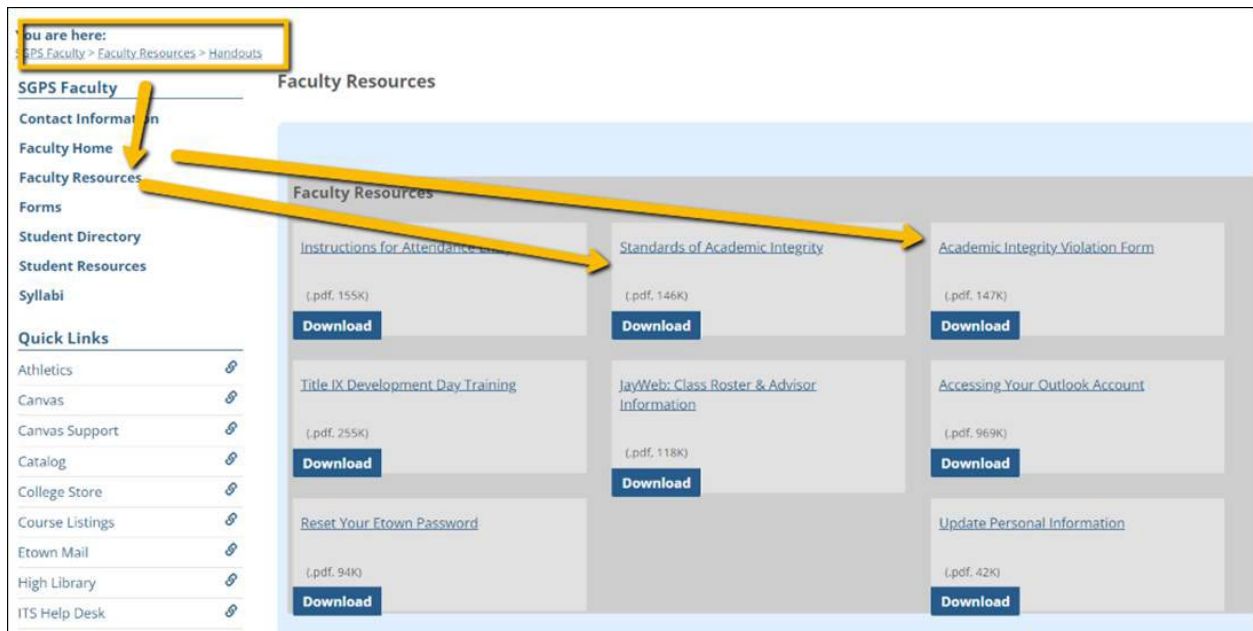 You are here:
SGPS Faculty > Faculty Resources > Handouts
SGPS Faculty
Contact Information
Faculty Home
Faculty Resources
Forms
Student Directory
Student Resources
Syllabi
Quick Links
Athletics
Canvas
Canvas Support
Catalog
College Store
Course Listings
Etown Mail
High Library
ITS Help Desk
Faculty Resources
Faculty Resources
Instructions for Attendance
(.pdf, 155K)
Download
Standards of Academic Integrity
(.pdf, 146K)
Download
Academic Integrity Violation Form
(.pdf, 147K)
Download
Title IX Development Day Training
(.pdf, 255K)
Download
JayWeb: Class Roster & Advisor
Information
(.pdf, 118K)
Download
Accessing Your Outlook Account
(.pdf, 969K)
Download
Reset Your Etown Password
(.pdf, 94K)
Download
Update Personal Information
(.pdf, 42K)
Download